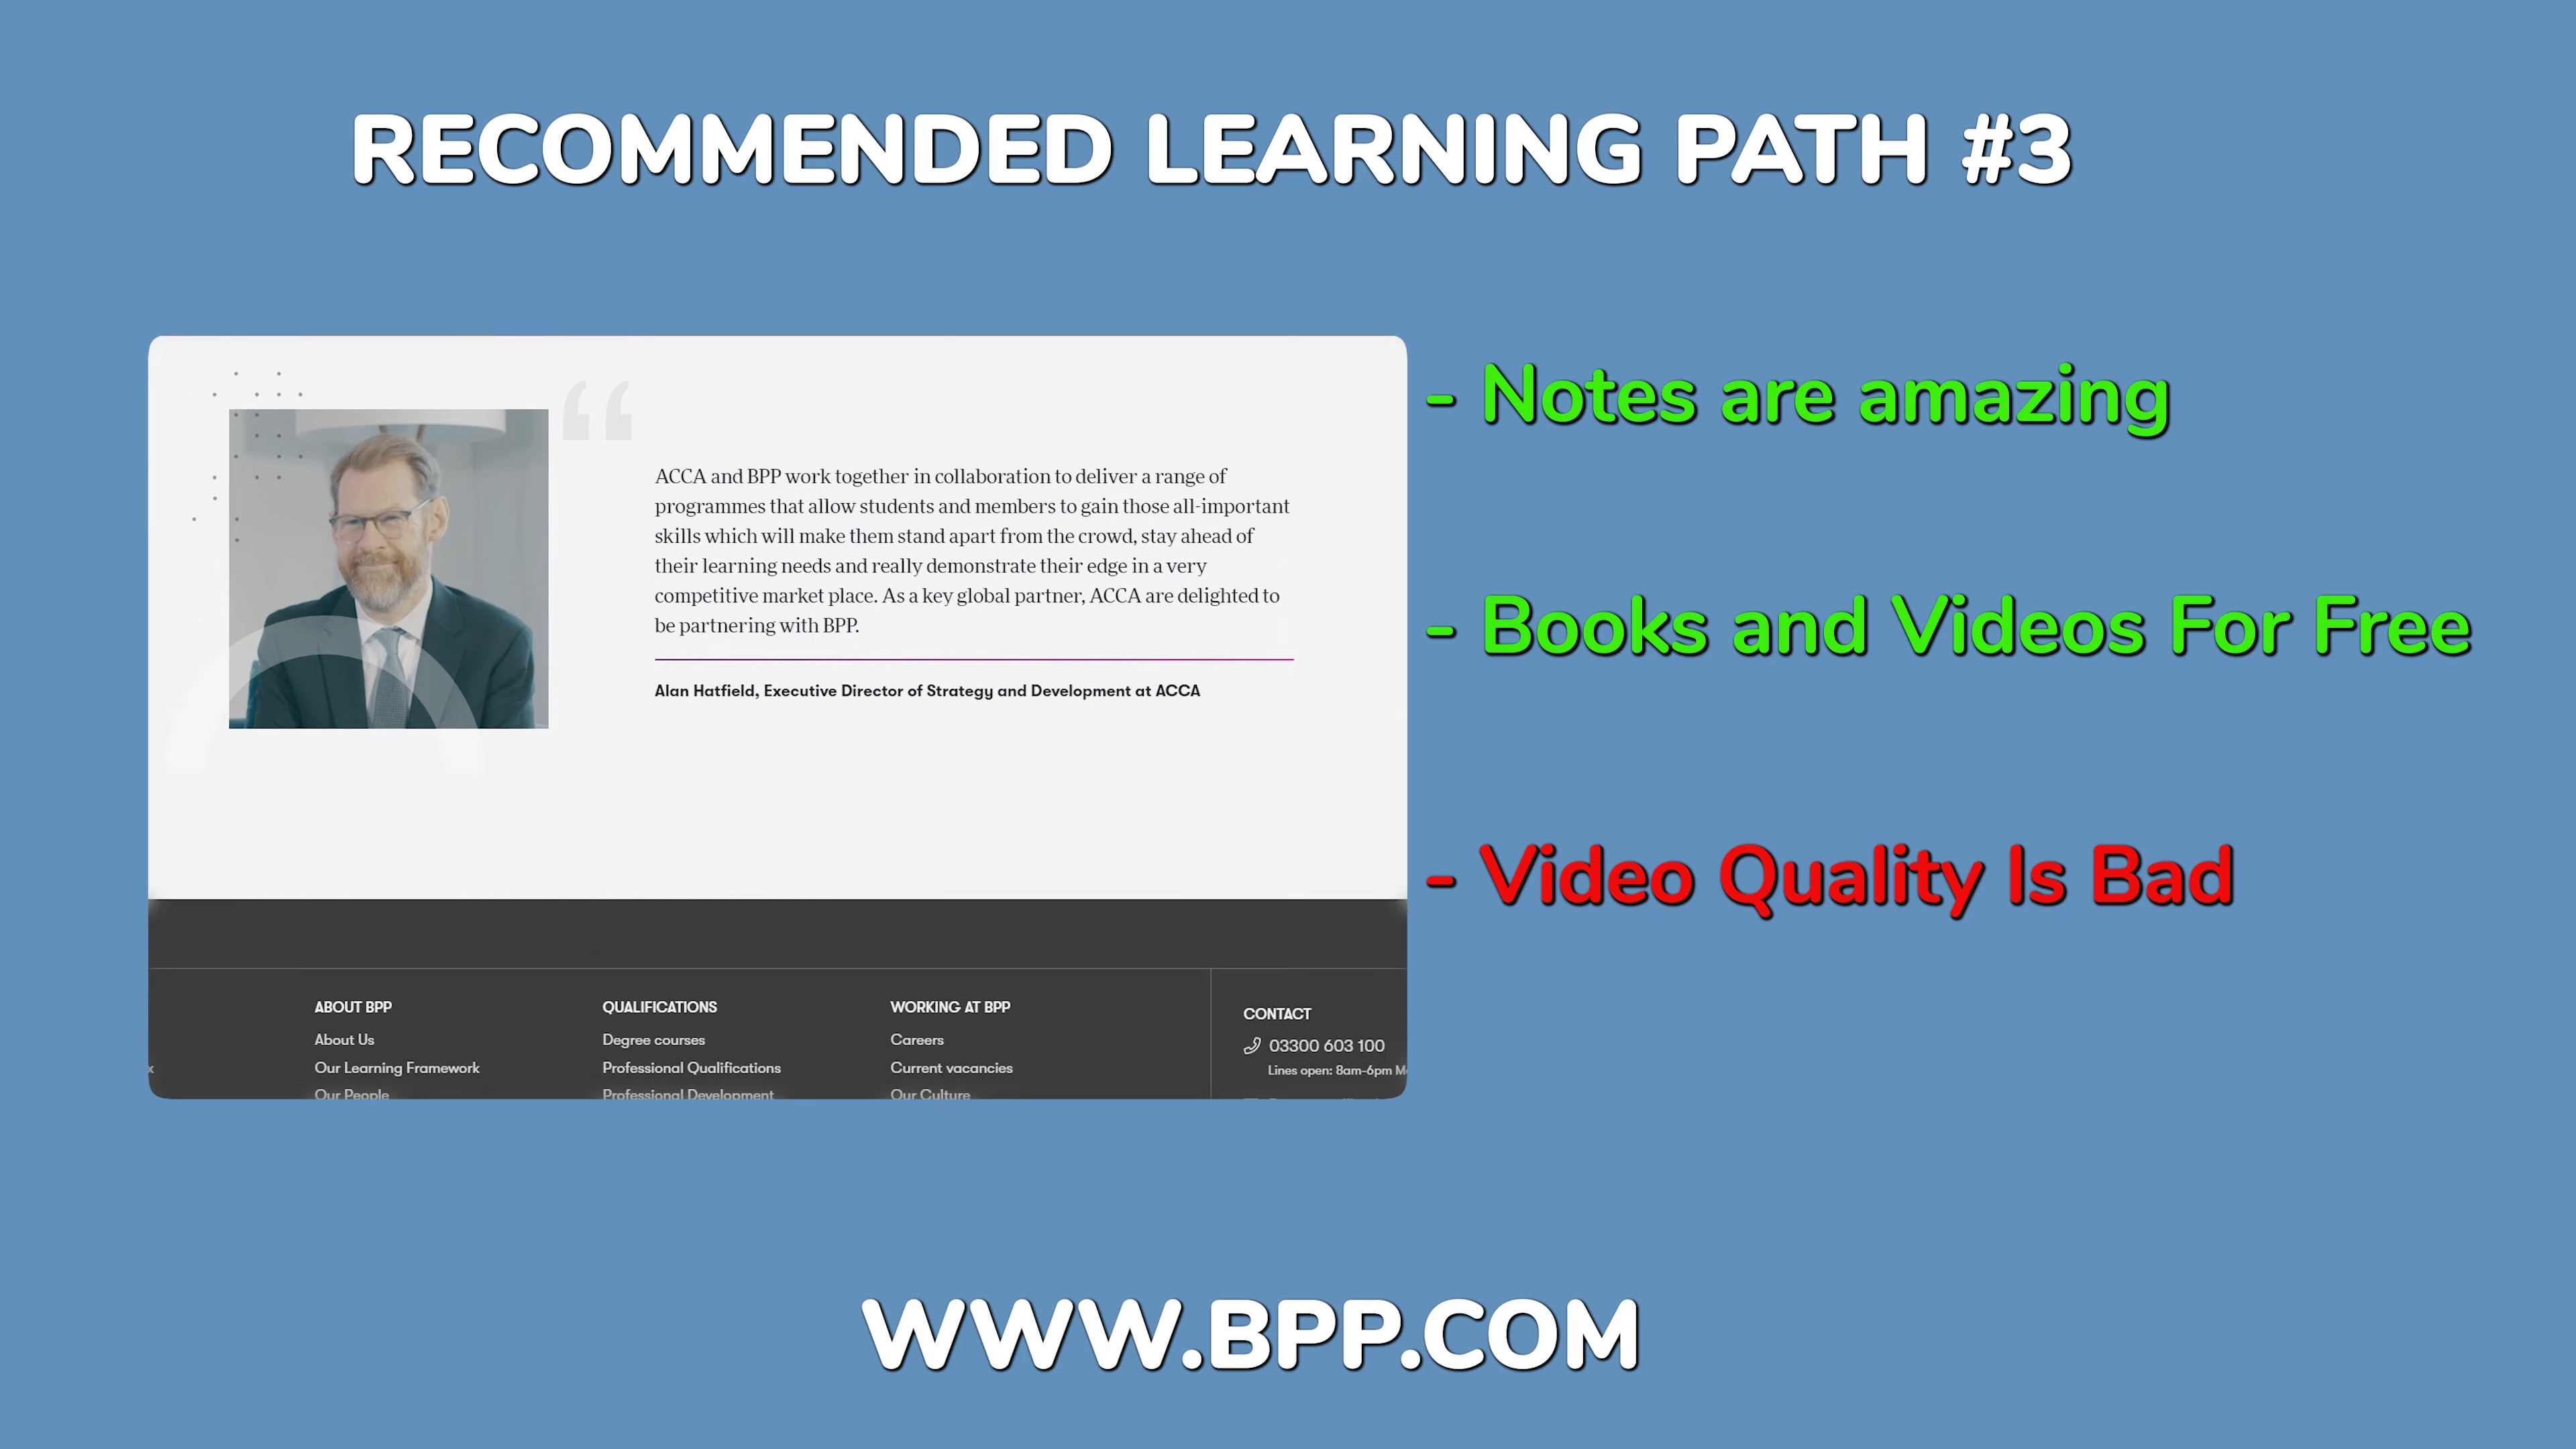 RECOMMENDED LEARNING PATH #3
ACCA and BPP work together in collaboration to deliver a range of
programmes that allow students and members to gain those all-important
skills which will make them stand apart from the crowd, stay ahead of
their learning needs and really demonstrate their edge in a very
competitive market place. As a key global partner, ACCA are delighted to
be partnering with BPP.
Alan Hatfield, Executive Director of Strategy and Development at ACCA
- Notes are amazing
- Books and Videos For Free
- Video Quality Is Bad
ABOUT BPP
About Us
Our Learning Framework
Our People
QUALIFICATIONS
Degree courses
Professional Qualifications
Professional Development
WORKING AT BPP
Careers
Current vacancies
Our Culture
CONTACT
03300 603 100
Lines open: 8am-6pm
WWW.BPP.COM